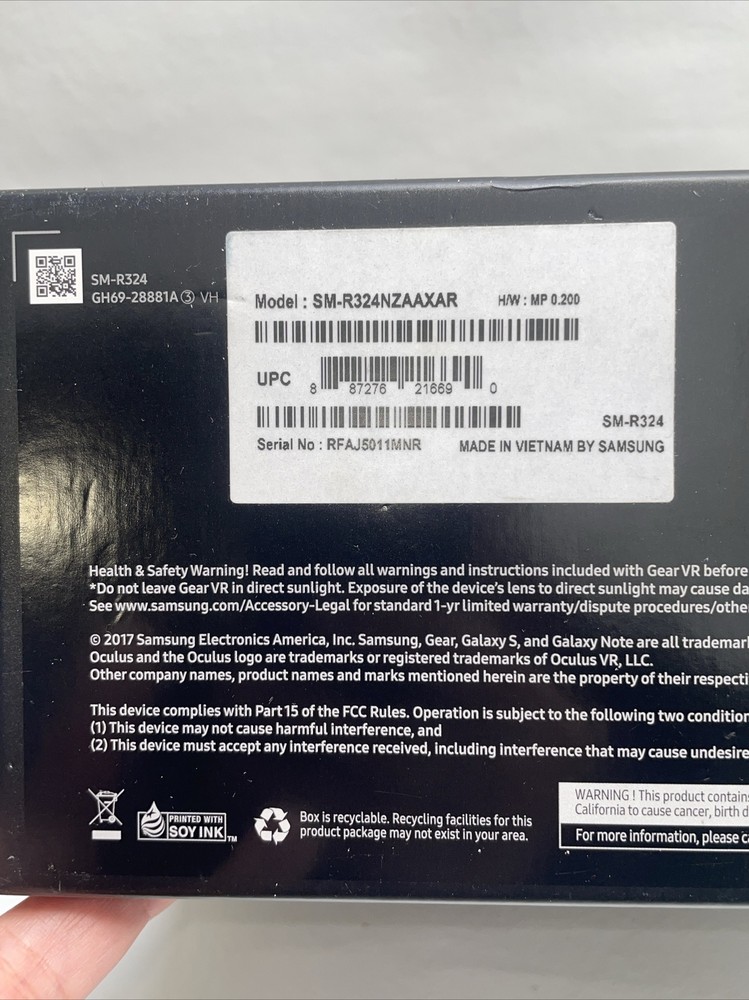 SM-R324
GH69-28881A ③ VH
Model : SM-R324NZAAXAR H/W : MP 0.200
UPC
8 87276 21669 0
SM-R324
Serial No : RFAJ5011MNR MADE IN VIETNAM BY SAMSUNG
Health & Safety Warning! Read and follow all warnings and instructions included with Gear VR before
*Do not leave Gear VR in direct sunlight. Exposure of the device's lens to direct sunlight may cause da
See www.samsung.com/Accessory-Legal for standard 1-yr limited warranty/dispute procedures/othe
© 2017 Samsung Electronics America, Inc. Samsung, Gear, Galaxy S, and Galaxy Note are all tradema
Oculus and the Oculus logo are trademarks or registered trademarks of Oculus VR, LLC.
Other company names, product names and marks mentioned herein are the property of their respecti
This device complies with Part 15 of the FCC Rules. Operation is subject to the following two condition
(1) This device may not cause harmful interference, and
(2) This device must accept any interference received, including interference that may cause undesire
PRINTED WITH
SOY INK TM
Box is recyclable. Recycling facilities for this
product package may not exist in your area.
WARNING ! This product contain
California to cause cancer, birth d
For more information, please ca